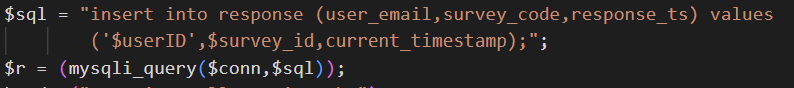 $sql = "insert into response (user_email,survey_code,response_ts) values
('$userID',$survey_id,current_timestamp);";
$r = (mysqli_query($conn,$sql));